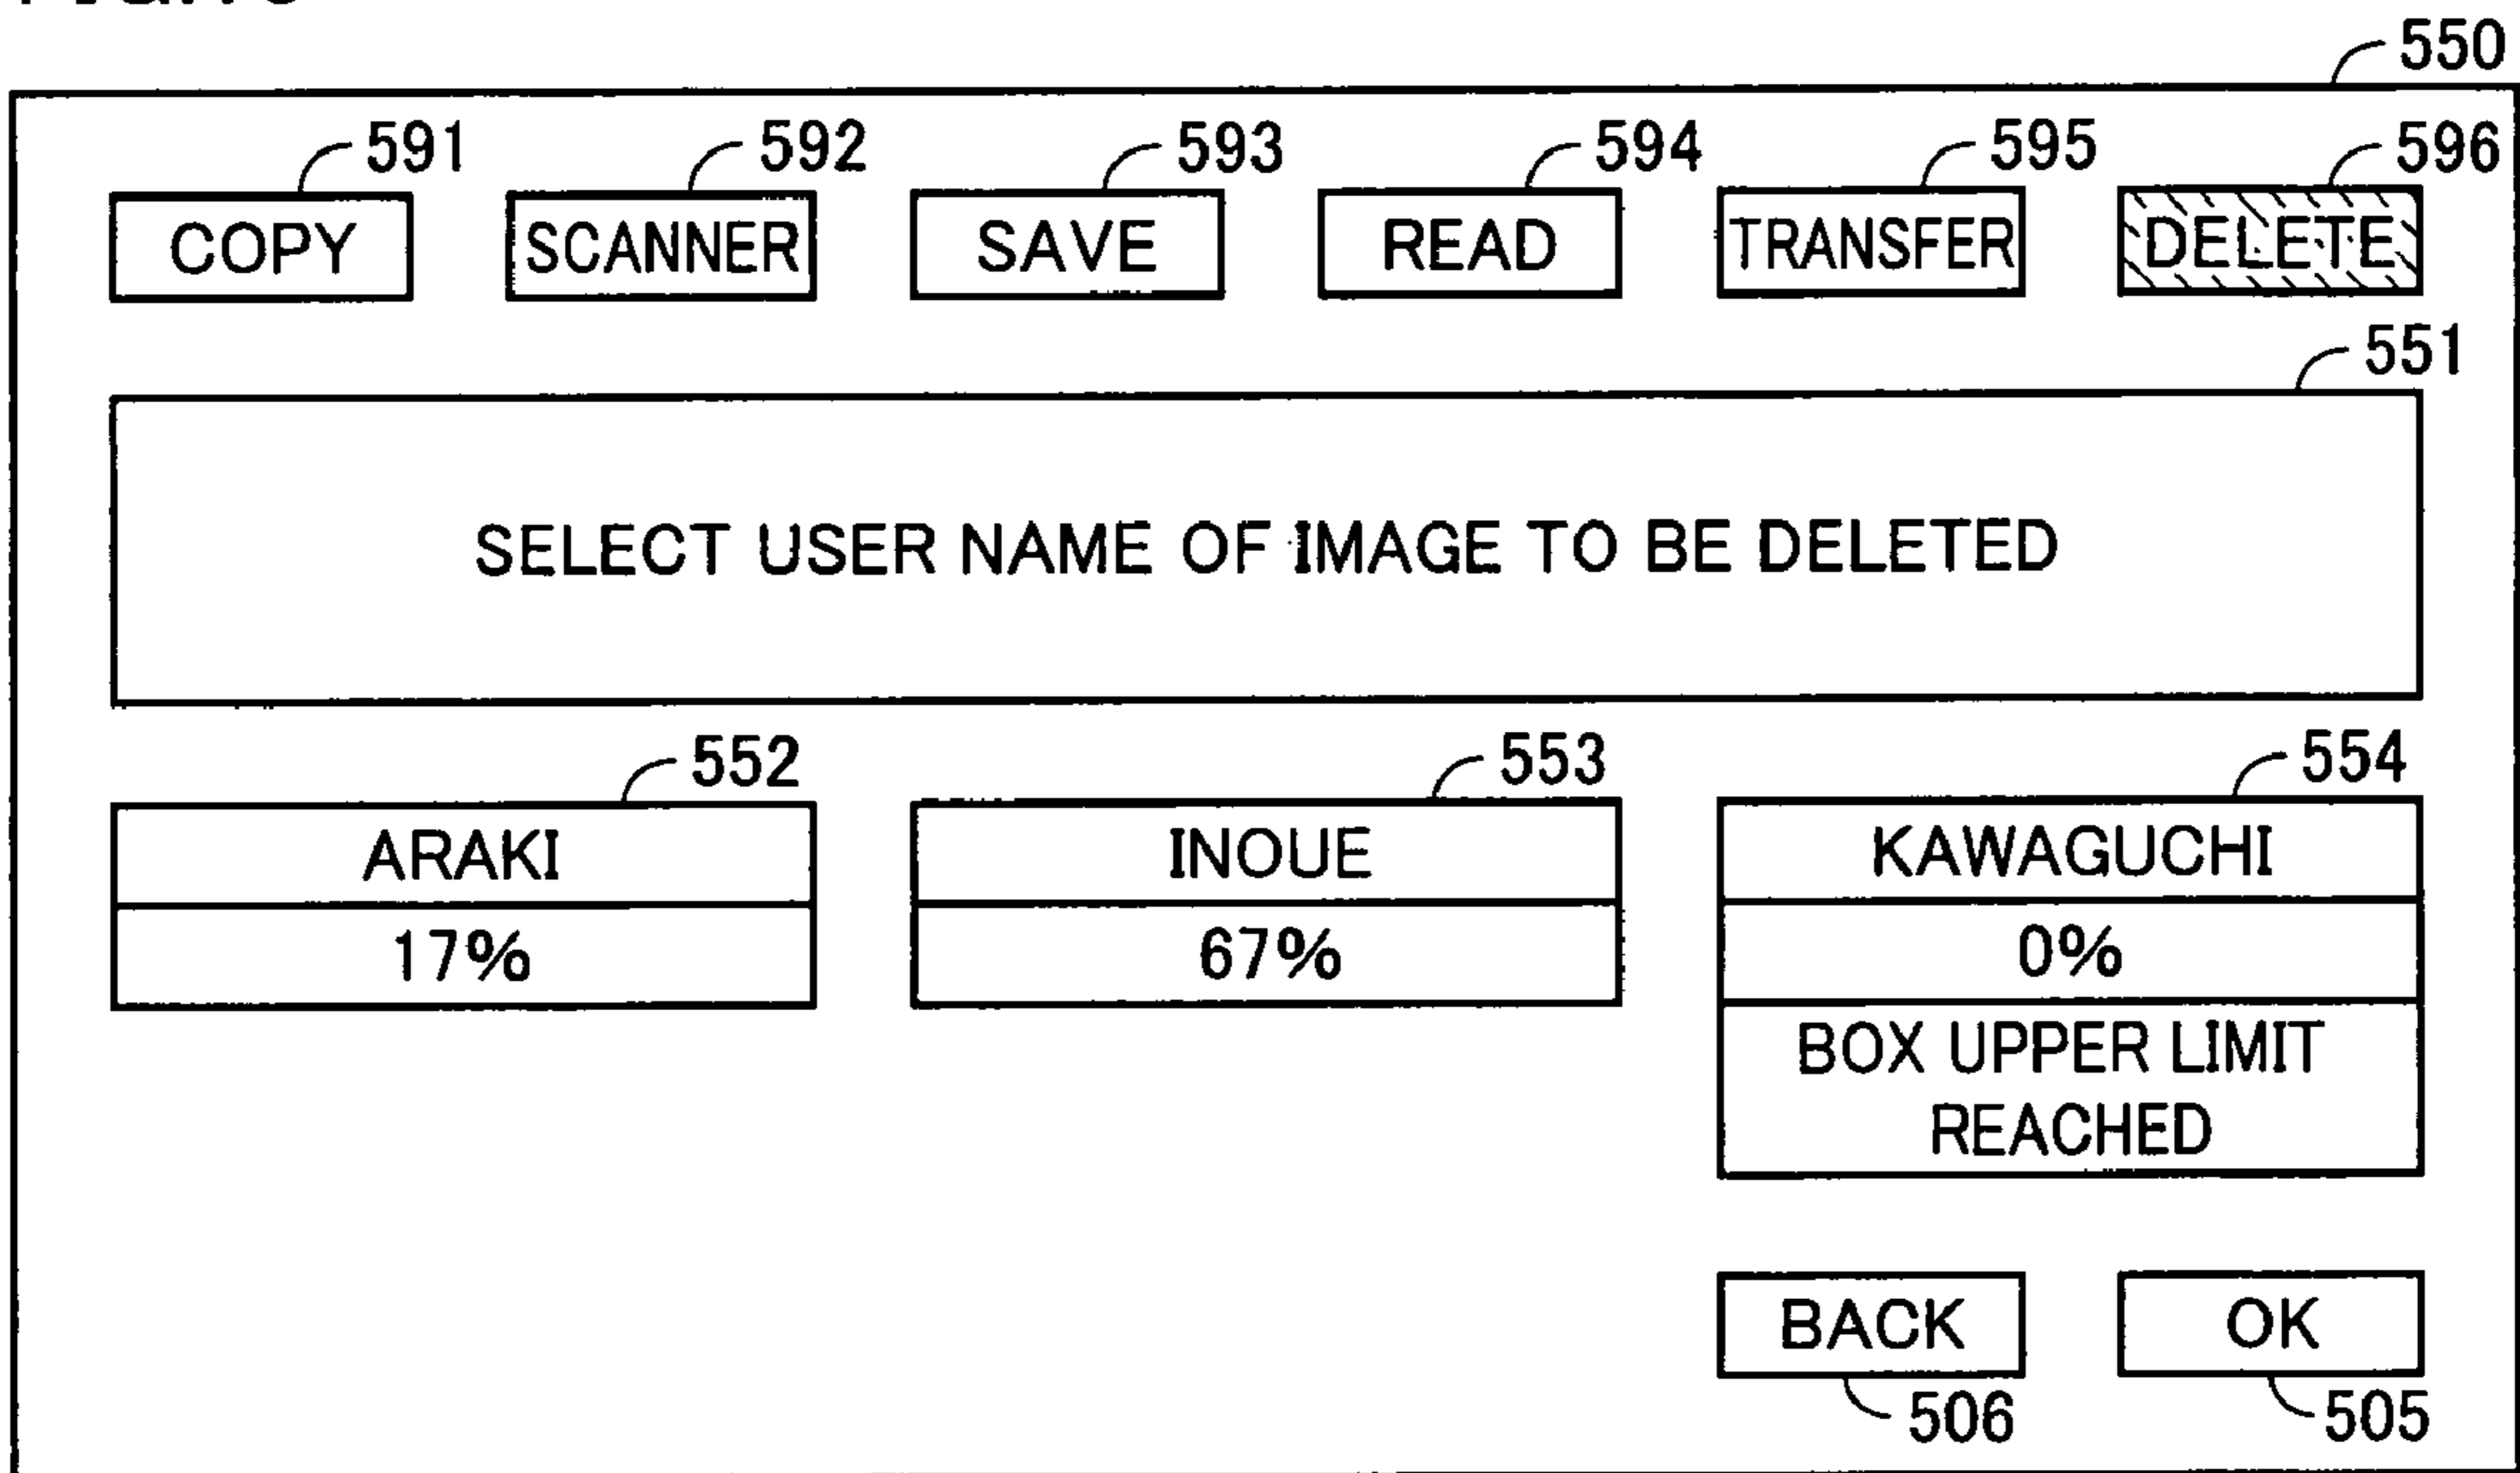 550
591 592 593 594 595 596
COPY SCANNER SAVE READ TRANSFER DELETE
551
SELECT USER NAME OF IMAGE TO BE DELETED
552 553 554
ARAKI INOUE KAWAGUCHI
17% 67% 0%
BOX UPPER LIMIT
REACHED
BACK OK
506 505